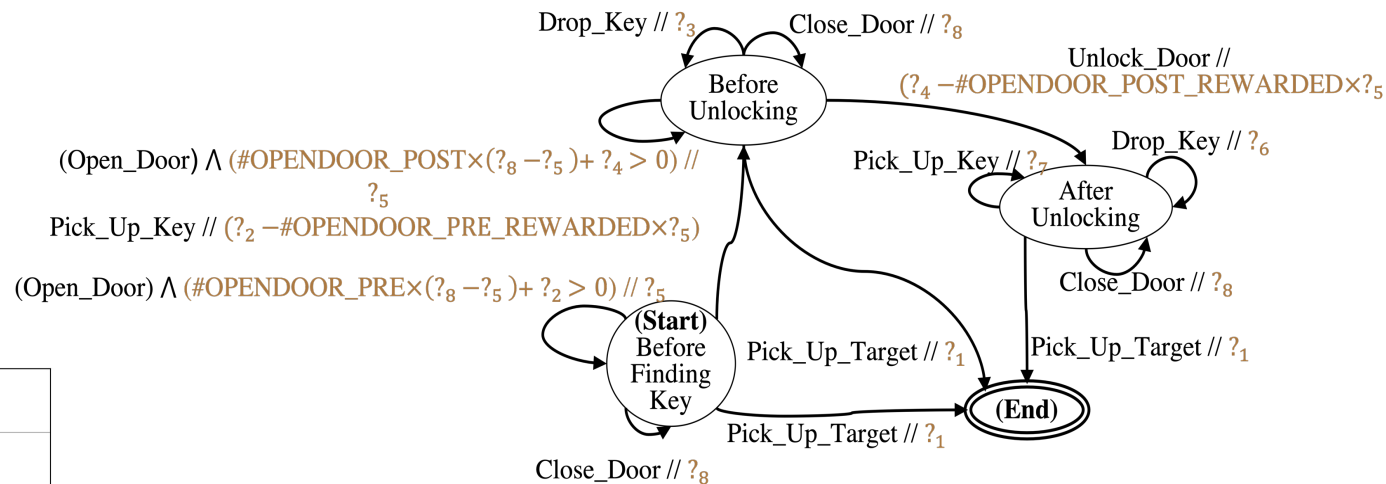 Drop_Key // ?₃
Close_Door // ?₈
Unlock_Door //
(?₄ −#OPENDOOR_POST_REWARDED×?₅
Before
Unlocking
(Open_Door) ∧ (#OPENDOOR_POST×(?₈ −?₅)+ ?₄ > 0) //
?₅
Pick_Up_Key // ?₇
Drop_Key // ?₆
After
Unlocking
Pick_Up_Key // (?₂ −#OPENDOOR_PRE_REWARDED×?₅)
Close_Door // ?₈
(Open_Door) ∧ (#OPENDOOR_PRE×(?₈ −?₅)+ ?₂ > 0) // ?₅
(Start)
Before
Finding
Key
Pick_Up_Target // ?₁
Pick_Up_Target // ?₁
(End)
Pick_Up_Target // ?₁
Close_Door // ?₈